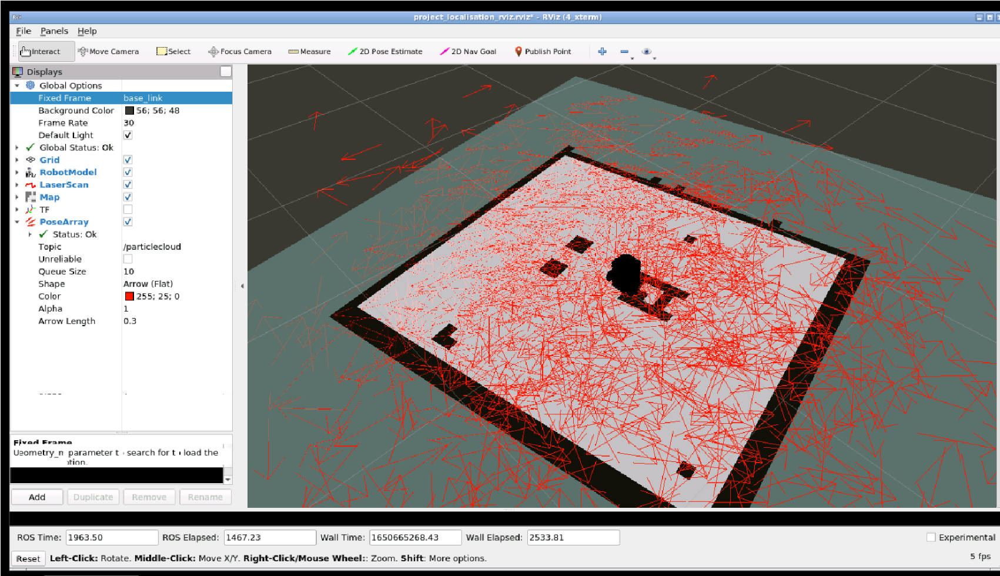 project_localisation_rviz.rviz* - RViz (4_xterm)
File Panels Help
Interact Move Camera Select Focus Camera Measure 2D Pose Estimate 2D Nav Goal Publish Point
Displays
Global Options
Fixed Frame base_link
Background Color 56; 56; 48
Frame Rate 30
Default Light
Global Status: Ok
Grid
RobotModel
LaserScan
Map
TF
PoseArray
Status: Ok
Topic /particlecloud
Unreliable
Queue Size 10
Shape Arrow (Flat)
Color 255; 25; 0
Alpha 1
Arrow Length 0.3
Fixed Frame
parameter t search for t load the
Add Duplicate Remove Rename
ROS Time: 1963.50 ROS Elapsed: 1467.23 Wall Time: 1650665268.43 Wall Elapsed: 2533.81 Experimental
Reset Left-Click: Rotate. Middle-Click: Move X/Y. Right-Click/Mouse Wheel:: Zoom. Shift: More options. 5 fps